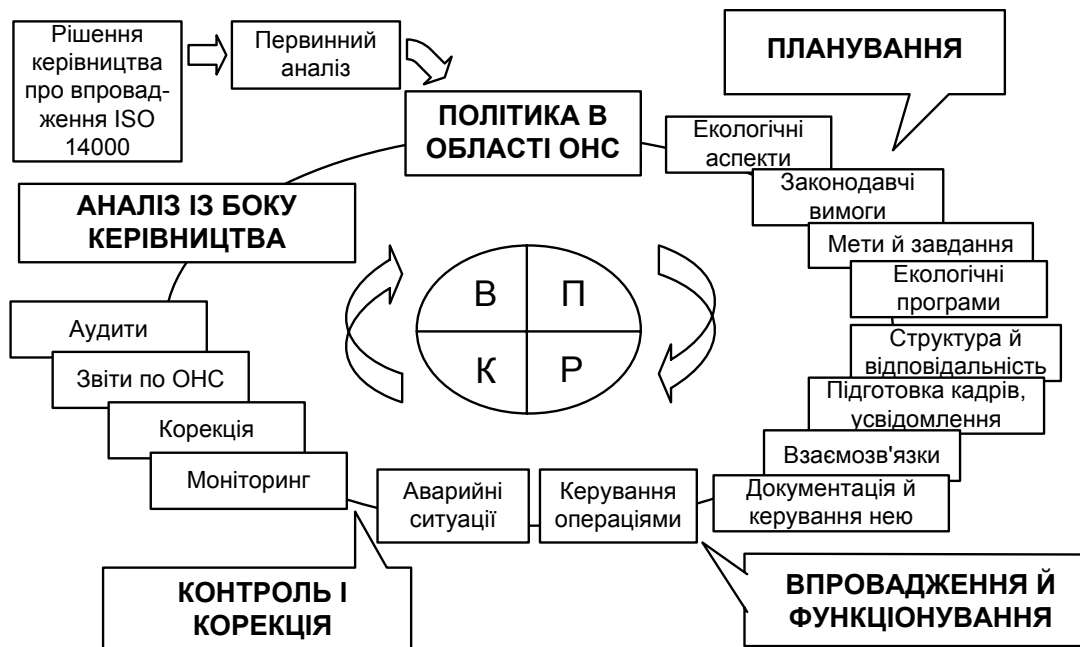 Рішення
керівництва
про впровад-
ження ISO
14000
Первинний
аналіз
ПОЛІТИКА В
ОБЛАСТІ ОНС
ПЛАНУВАННЯ
Екологічні
аспекти
Законодавчі
вимоги
Мети й завдання
Екологічні
програми
Структура й
відповідальність
Підготовка кадрів,
усвідомлення
Взаємозв'язки
Документація й
керування нею
ВПРОВАДЖЕННЯ Й
ФУНКЦІОНУВАННЯ
Керування
операціями
Аварійні
ситуації
КОНТРОЛЬ І
КОРЕКЦІЯ
Моніторинг
Корекція
Звіти по ОНС
Аудити
АНАЛІЗ ІЗ БОКУ
КЕРІВНИЦТВА
В П
К Р